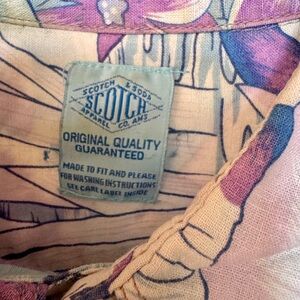 SCOTCH & SODA
SCOTCH
APPAREL CO. AMS
ORIGINAL QUALITY
GUARANTEED
MADE TO FIT AND PLEASE
FOR WASHING INSTRUCTIONS
SEE CARE LABEL INSIDE